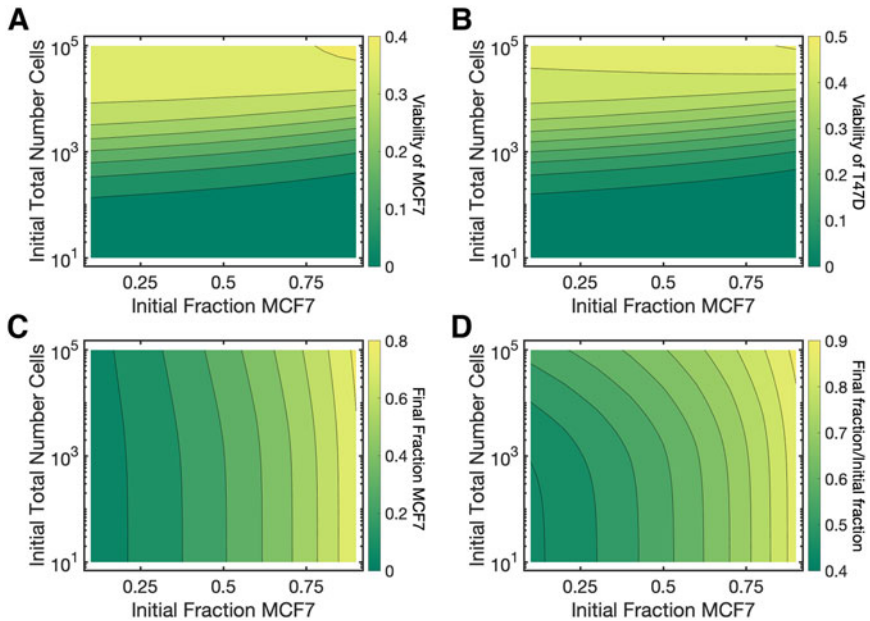 A
Initial Total Number Cells
10^5
10^3
10^1
0.25 0.5 0.75
Initial Fraction MCF7
0.4
0.3
0.2
0.1
0
Viability of MCF7
B
Initial Total Number Cells
10^5
10^3
10^1
0.25 0.5 0.75
Initial Fraction MCF7
0.5
0.4
0.3
0.2
0.1
0
Viability of T47D
C
Initial Total Number Cells
10^5
10^3
10^1
0.25 0.5 0.75
Initial Fraction MCF7
0.8
0.6
0.4
0.2
0
Final Fraction MCF7
D
Initial Total Number Cells
10^5
10^3
10^1
0.25 0.5 0.75
Initial Fraction MCF7
0.9
0.8
0.7
0.6
0.5
0.4
Final fraction/Initial fraction